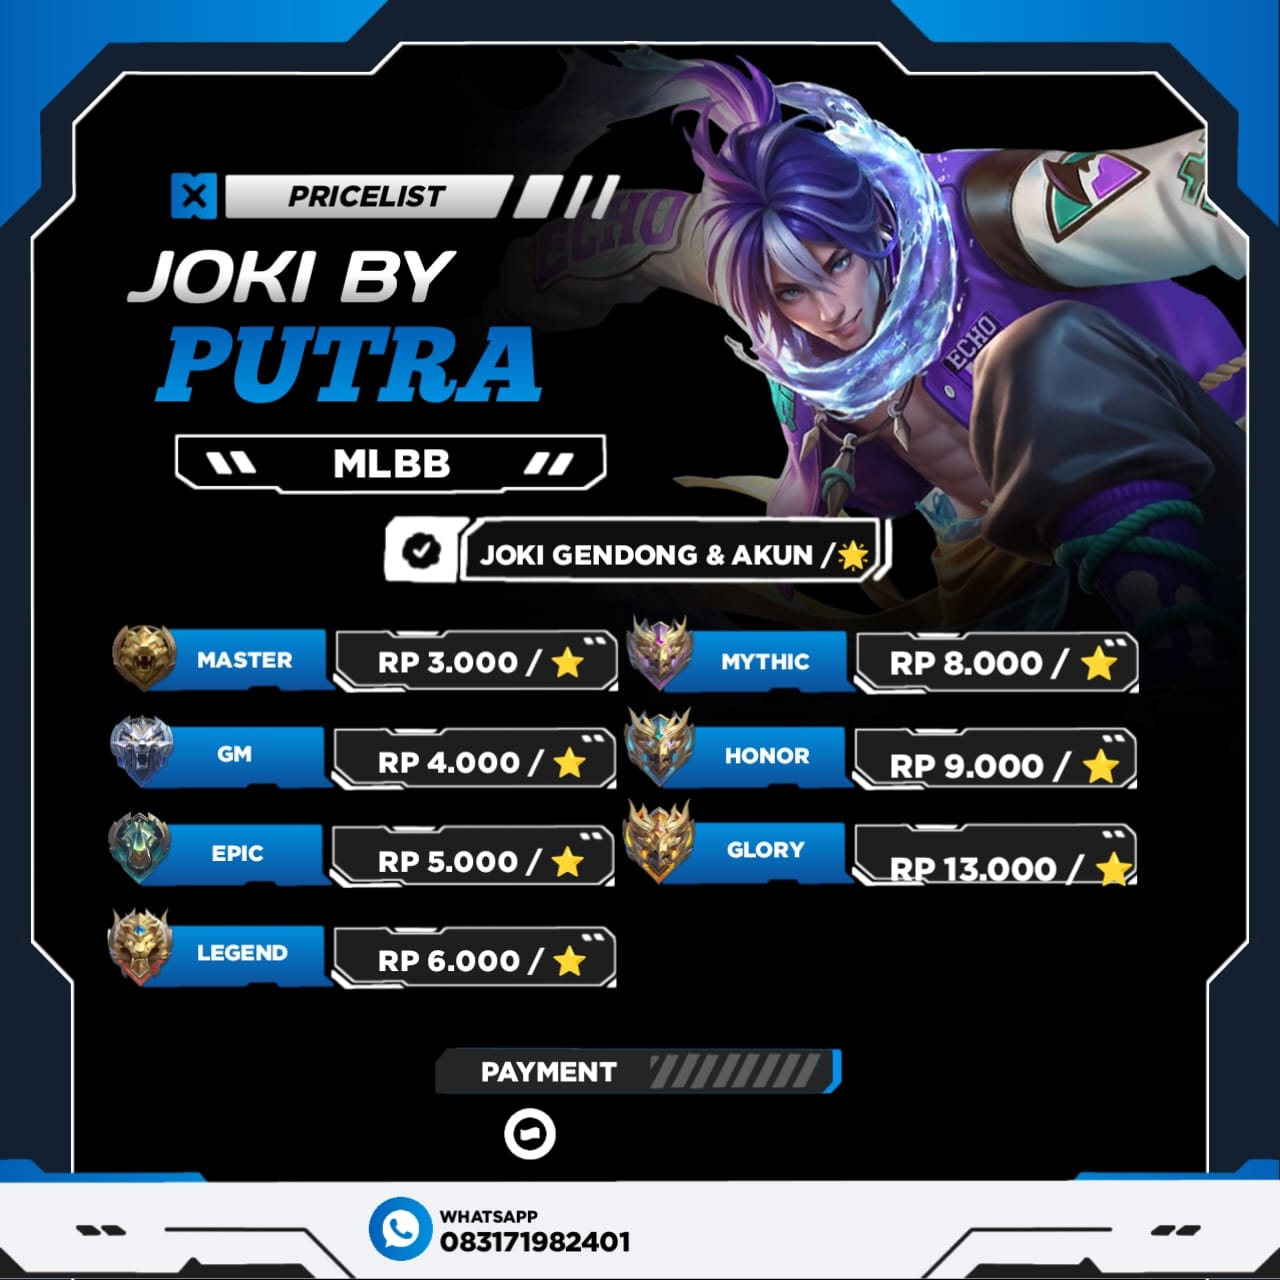 PRICELIST
JOKI BY
PUTRA
MLBB
ECHO
ECHO
JOKI GENDONG & AKUN /
MASTER
RP 3.000 /
MYTHIC
RP 8.000 /
GM
RP 4.000 /
HONOR
RP 9.000 /
EPIC
RP 5.000 /
GLORY
RP 13.000 /
LEGEND
RP 6.000 /
PAYMENT
WHATSAPP
083171982401